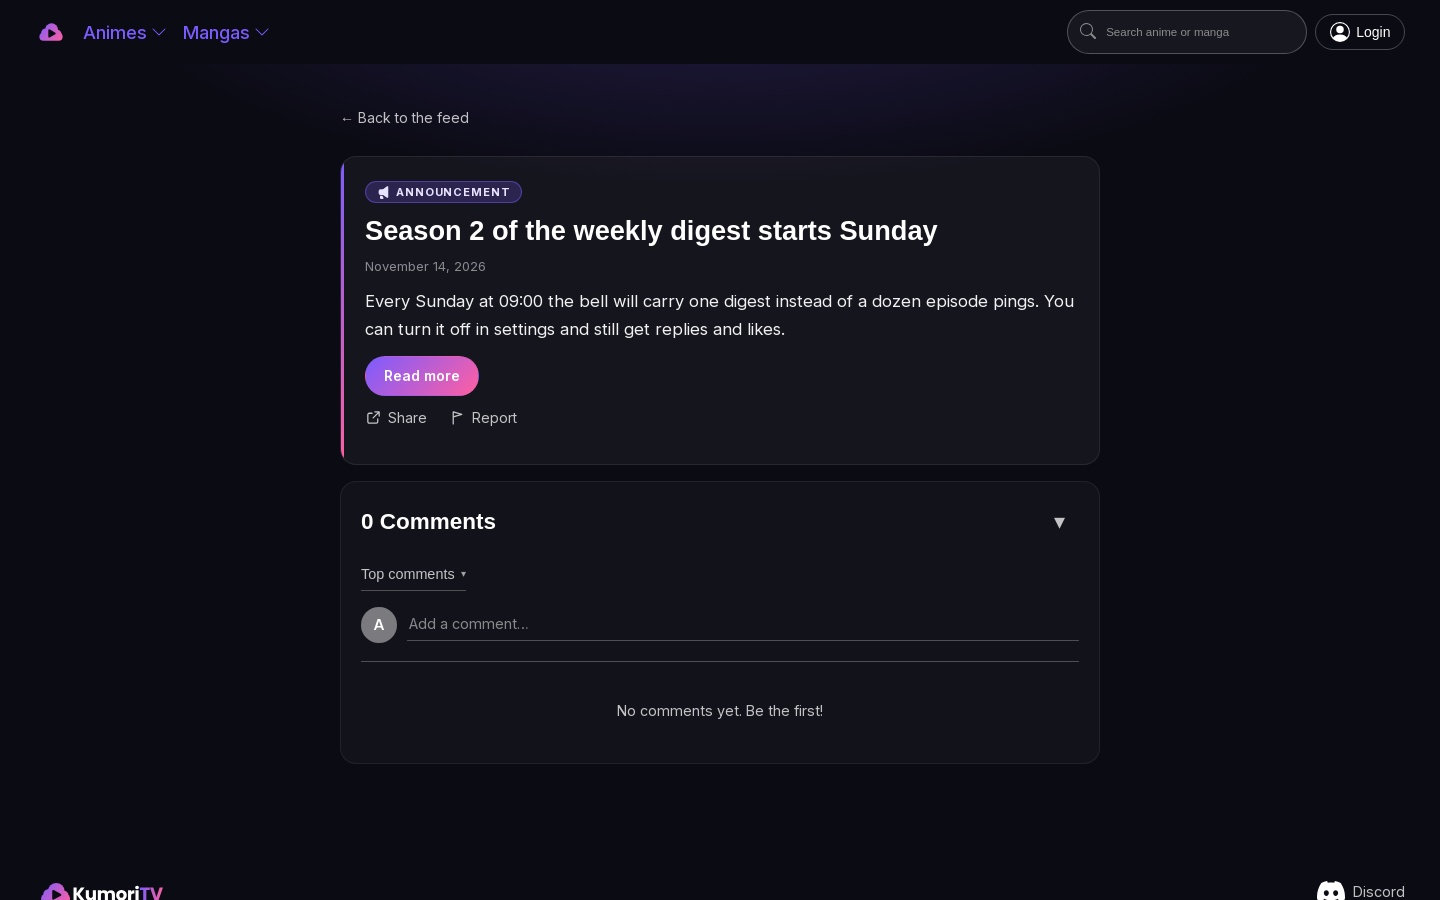 Animes
Mangas
Search anime or manga
Login
← Back to the feed
ANNOUNCEMENT
Season 2 of the weekly digest starts Sunday
November 14, 2026
Every Sunday at 09:00 the bell will carry one digest instead of a dozen episode pings. You
can turn it off in settings and still get replies and likes.
Read more
Share
Report
0 Comments
Top comments
A
Add a comment...
No comments yet. Be the first!
KumoriTV
Discord